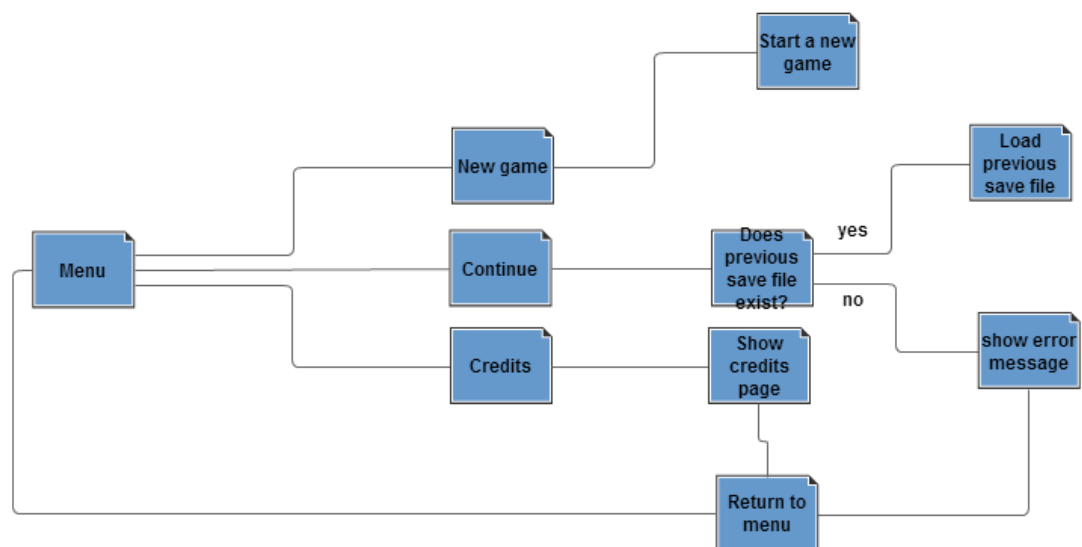 Start a new
game
New game
Load
previous
save file
Menu
Continue
Does
previous
save file
exist?
yes
no
Credits
Show
credits
page
show error
message
Return to
menu